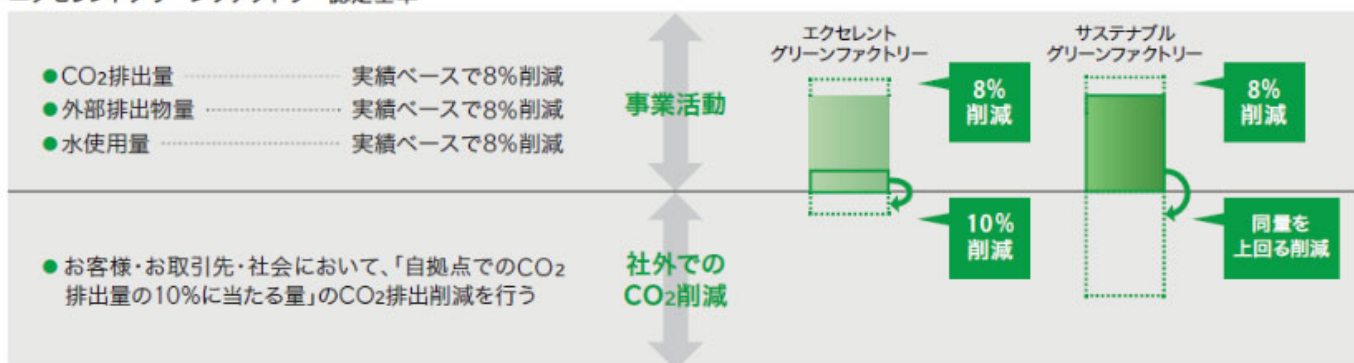 ●CO2排出量 ………… 実績ベースで8%削減
●外部排出物量 ………… 実績ベースで8%削減
●水使用量 ………… 実績ベースで8%削減
事業活動
エクセレント
グリーンファクトリー
8%
削減
10%
削減
サステナブル
グリーンファクトリー
8%
削減
同量を
上回る削減
●お客様・お取引先・社会において、「自拠点でのCO2
排出量の10%に当たる量」のCO2排出削減を行う
社外での
CO2削減